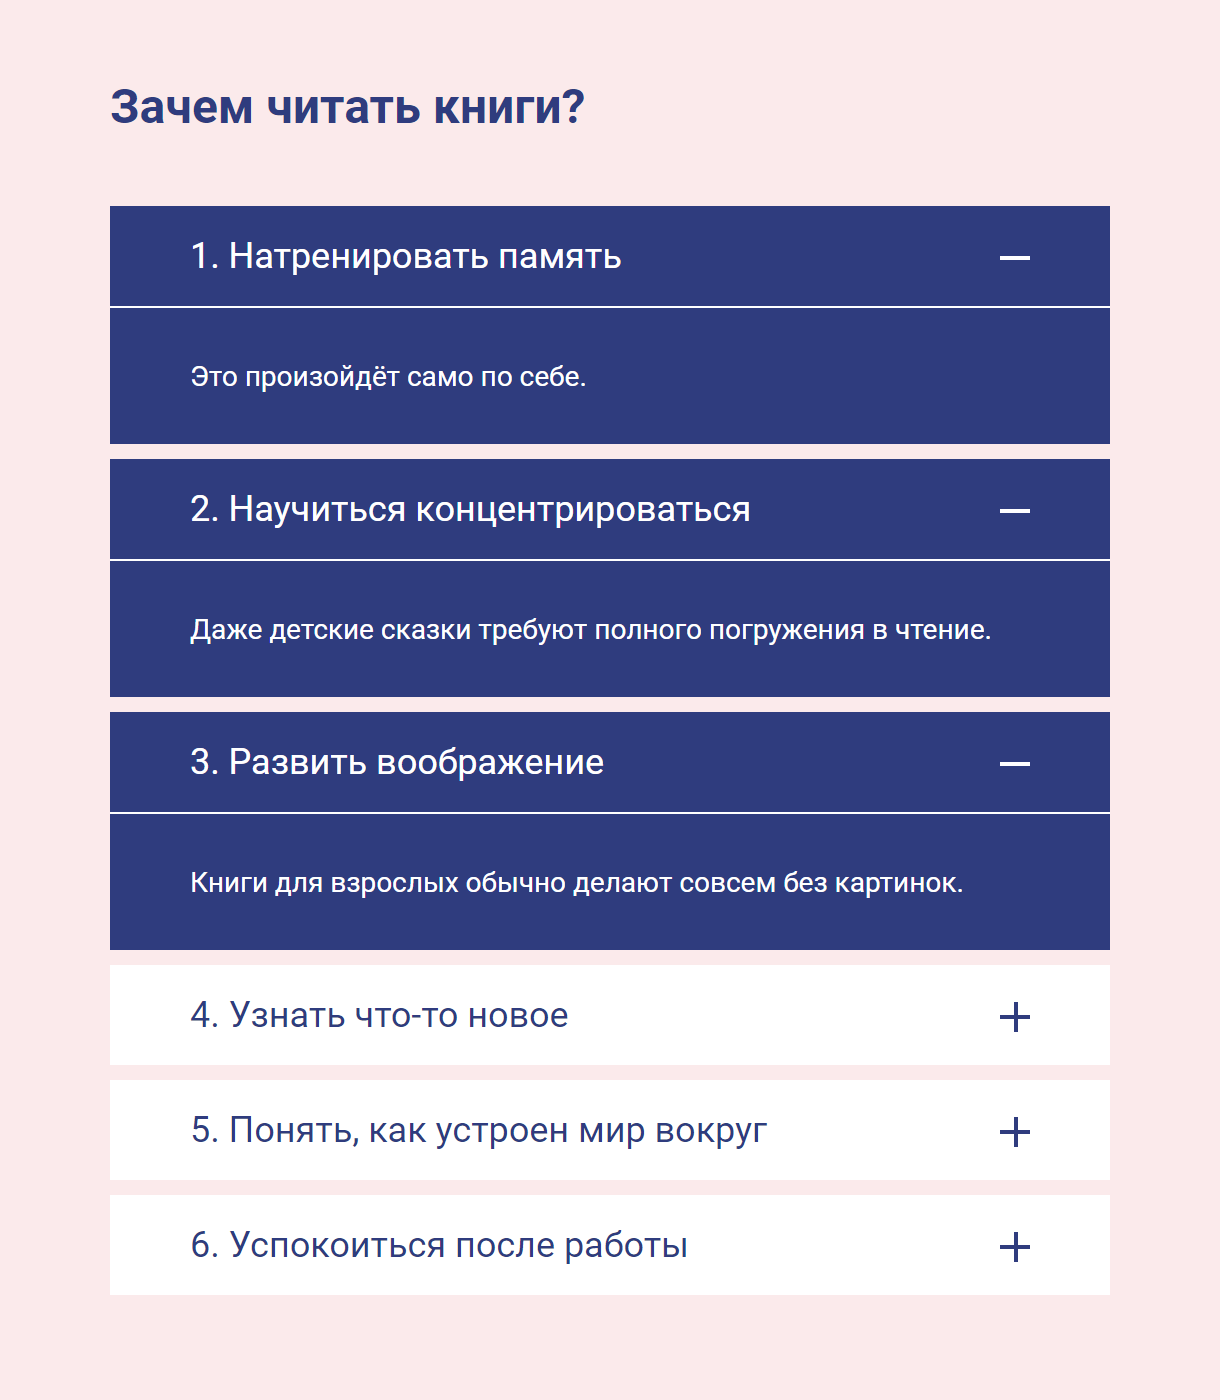 Зачем читать книги?
1. Натренировать память
Это произойдёт само по себе.
2. Научиться концентрироваться
Даже детские сказки требуют полного погружения в чтение.
3. Развить воображение
Книги для взрослых обычно делают совсем без картинок.
4. Узнать что-то новое
5. Понять, как устроен мир вокруг
6. Успокоиться после работы